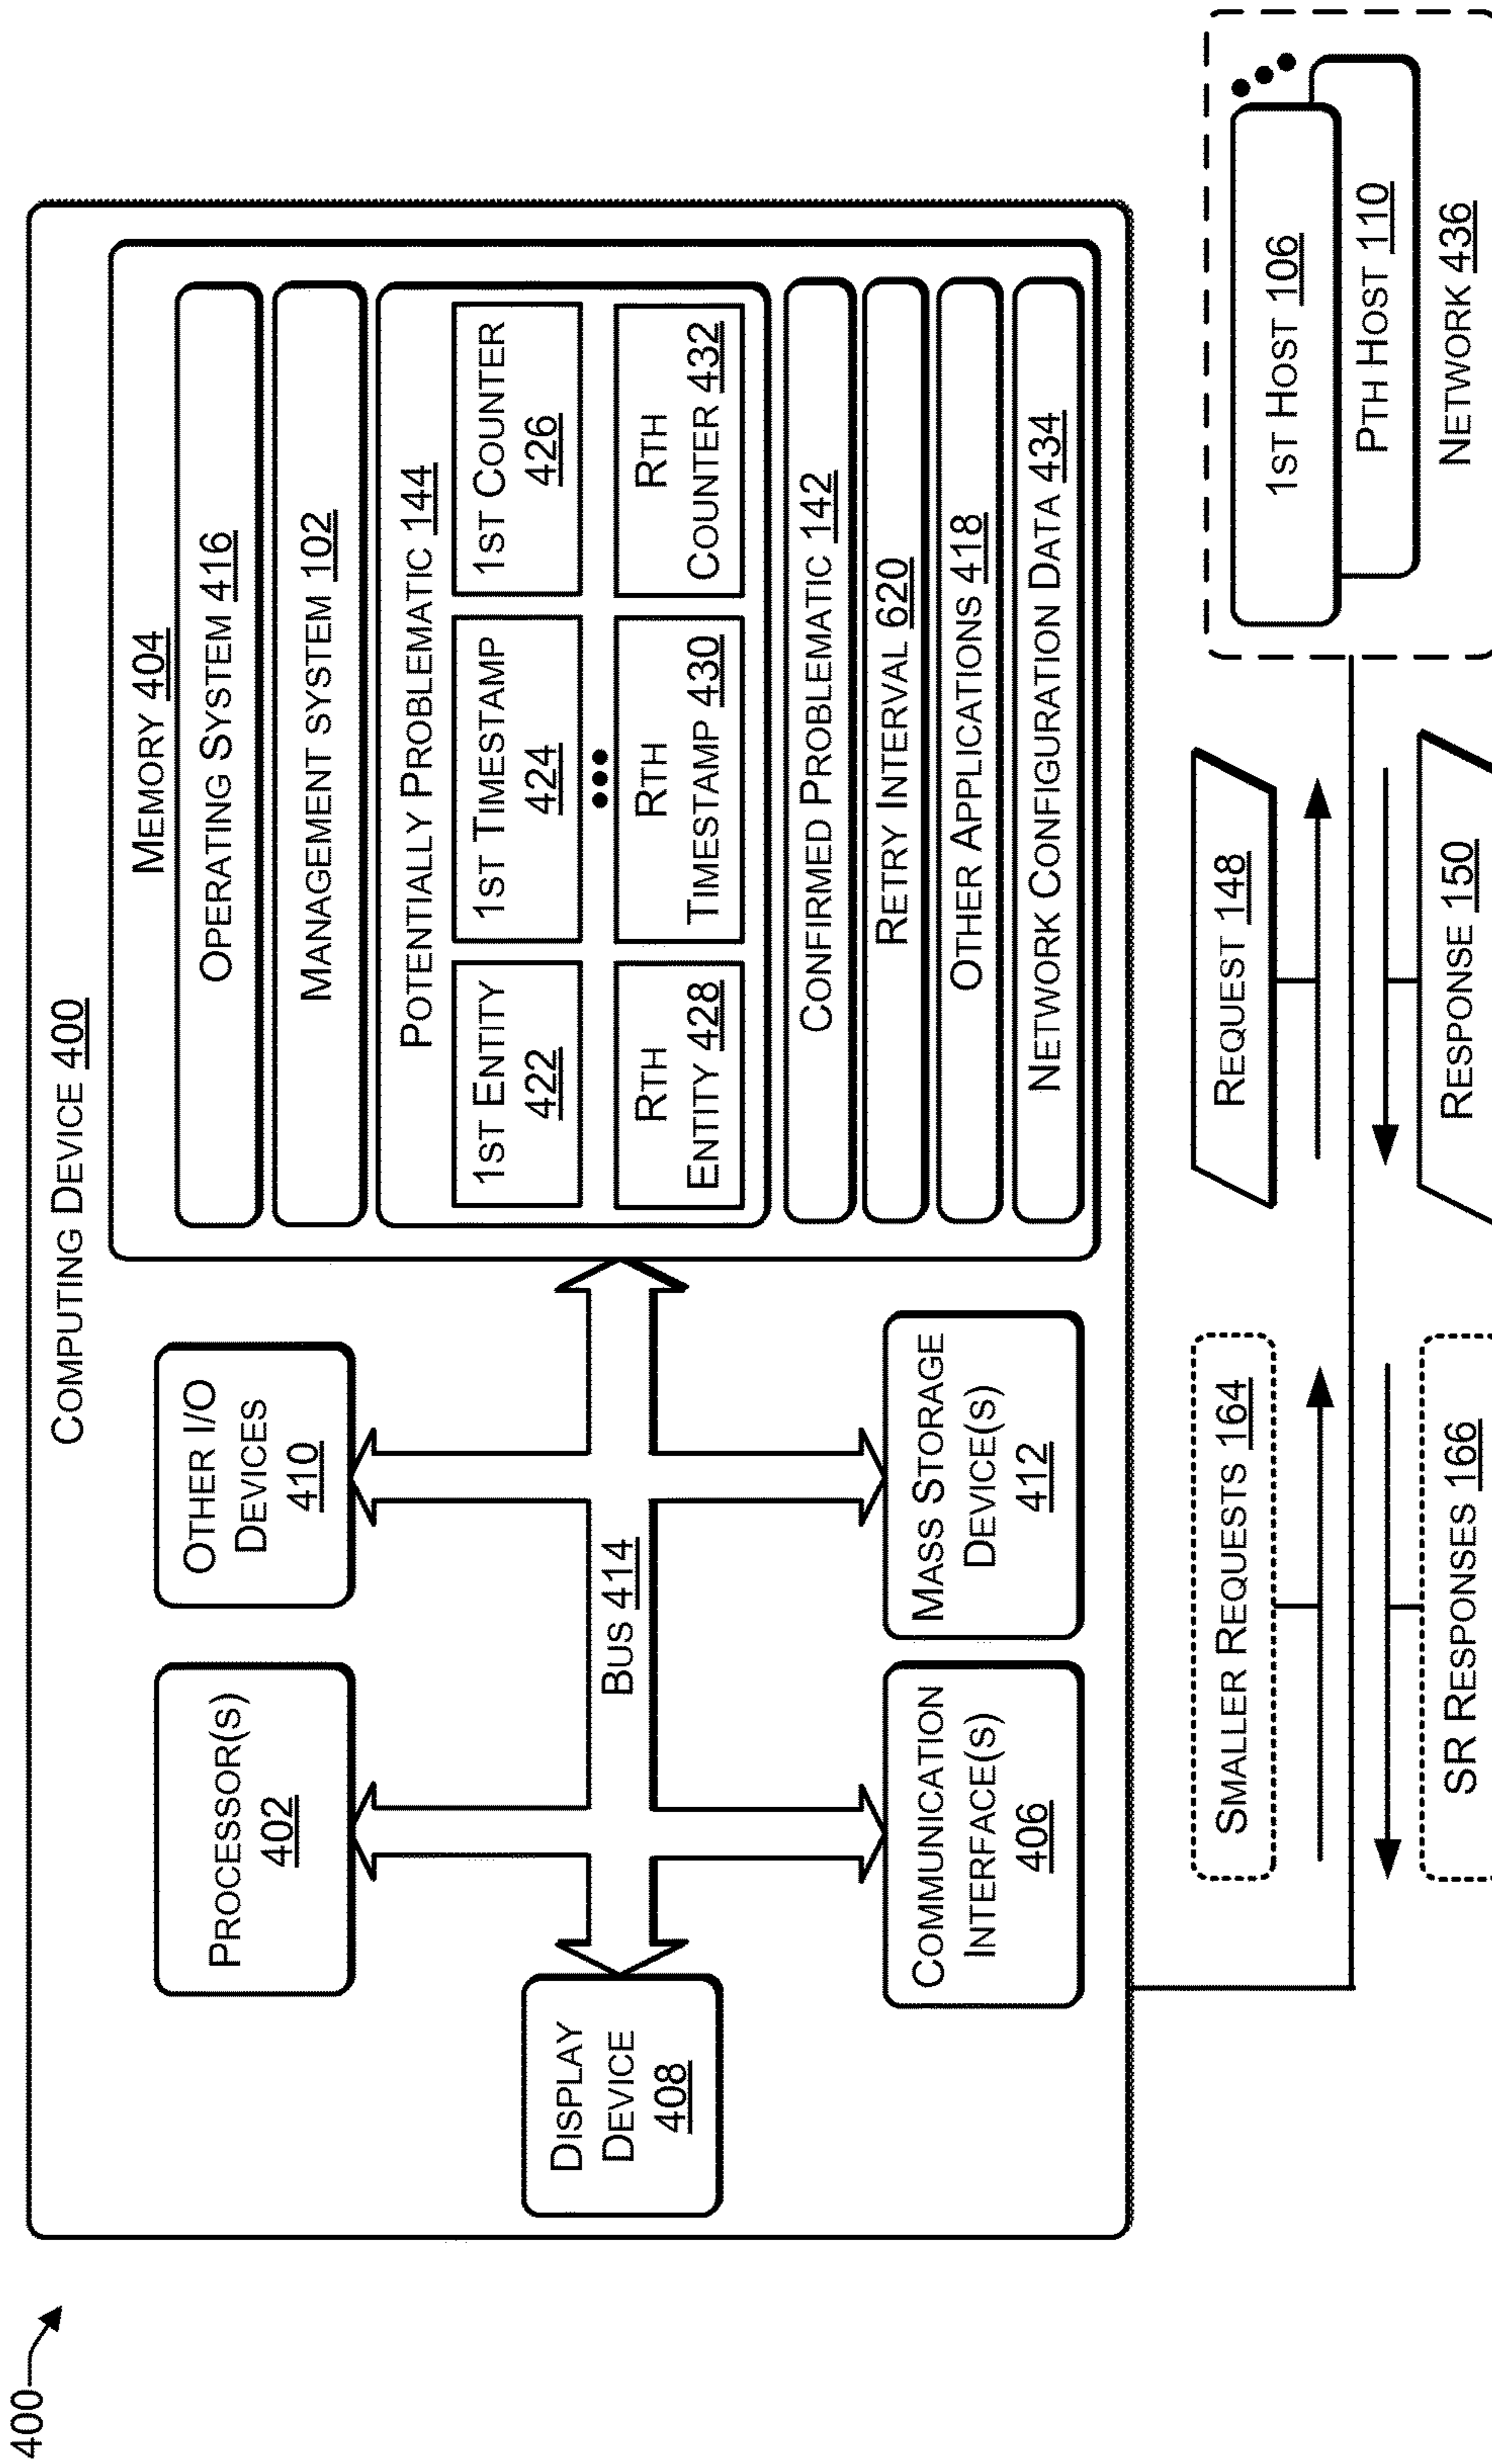 400
COMPUTING DEVICE 400
PROCESSOR(S)
402
OTHER I/O
DEVICES
410
DISPLAY
DEVICE
408
BUS 414
COMMUNICATION
INTERFACE(S)
406
MASS STORAGE
DEVICE(S)
412
MEMORY 404
OPERATING SYSTEM 416
MANAGEMENT SYSTEM 102
POTENTIALLY PROBLEMATIC 144
1ST ENTITY
422
1ST TIMESTAMP
424
1ST COUNTER
426
RTH
ENTITY 428
RTH
TIMESTAMP 430
RTH
COUNTER 432
CONFIRMED PROBLEMATIC 142
RETRY INTERVAL 620
OTHER APPLICATIONS 418
NETWORK CONFIGURATION DATA 434
SMALLER REQUESTS 164
REQUEST 148
SR RESPONSES 166
RESPONSE 150
1ST HOST 106
PTH HOST 110
NETWORK 436